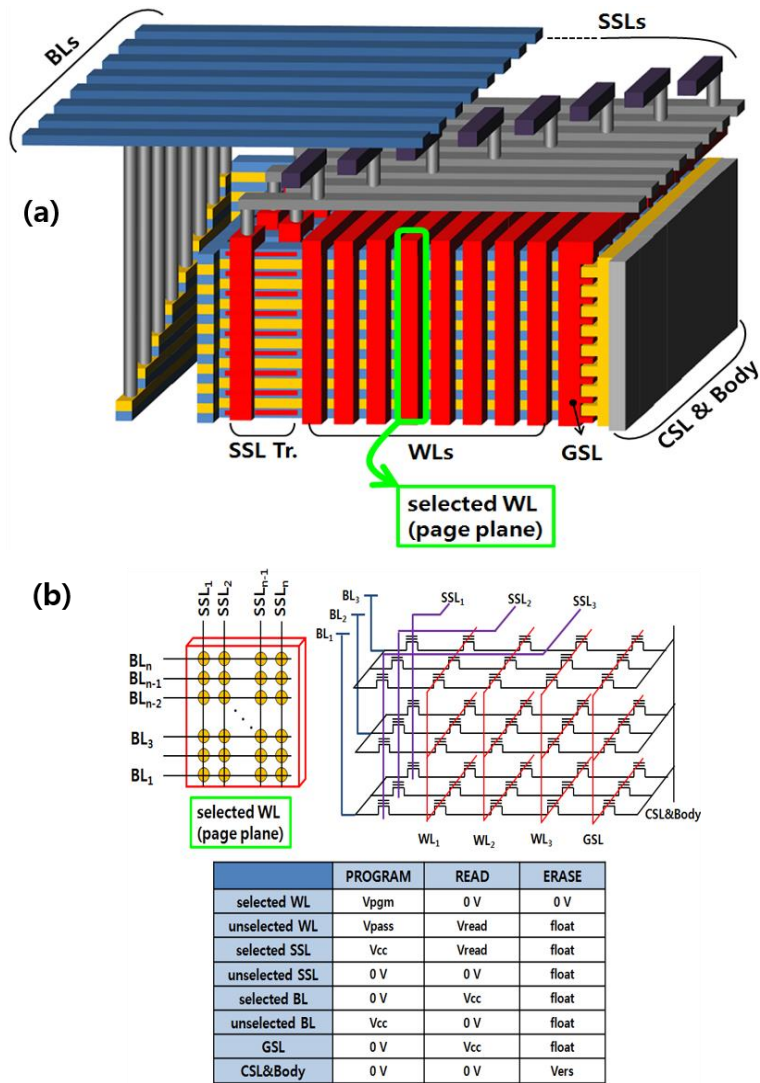 BLs
SSLs
(a)
SSL Tr.
WLs
GSL
CSL & Body
selected WL
(page plane)
(b)
SSL1
SSL2
SSLn-1
SSLn
BLn
BLn-1
BLn-2
BL3
BL1
selected WL
(page plane)
BL3
BL2
BL1
SSL1
SSL2
SSL3
WL1
WL2
WL3
GSL
CSL&Body
PROGRAM READ ERASE
selected WL Vpgm 0 V 0 V
unselected WL Vpass Vread float
selected SSL Vcc Vread float
unselected SSL 0 V 0 V float
selected BL 0 V Vcc float
unselected BL Vcc 0 V float
GSL 0 V Vcc float
CSL&Body 0 V 0 V Vers